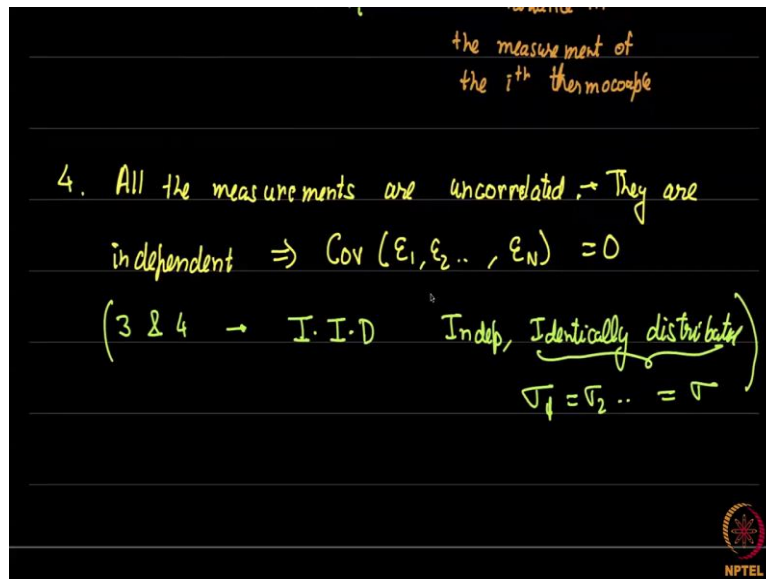 the measurement of
the ith thermocouple
4. All the measurements are uncorrelated. → They are
independent ⇒ Cov (ε1, ε2 .. , εN) = 0
(3 & 4 → I. I. D Indep, Identically distributed)
σ1 = σ2 .. = σ
NPTEL